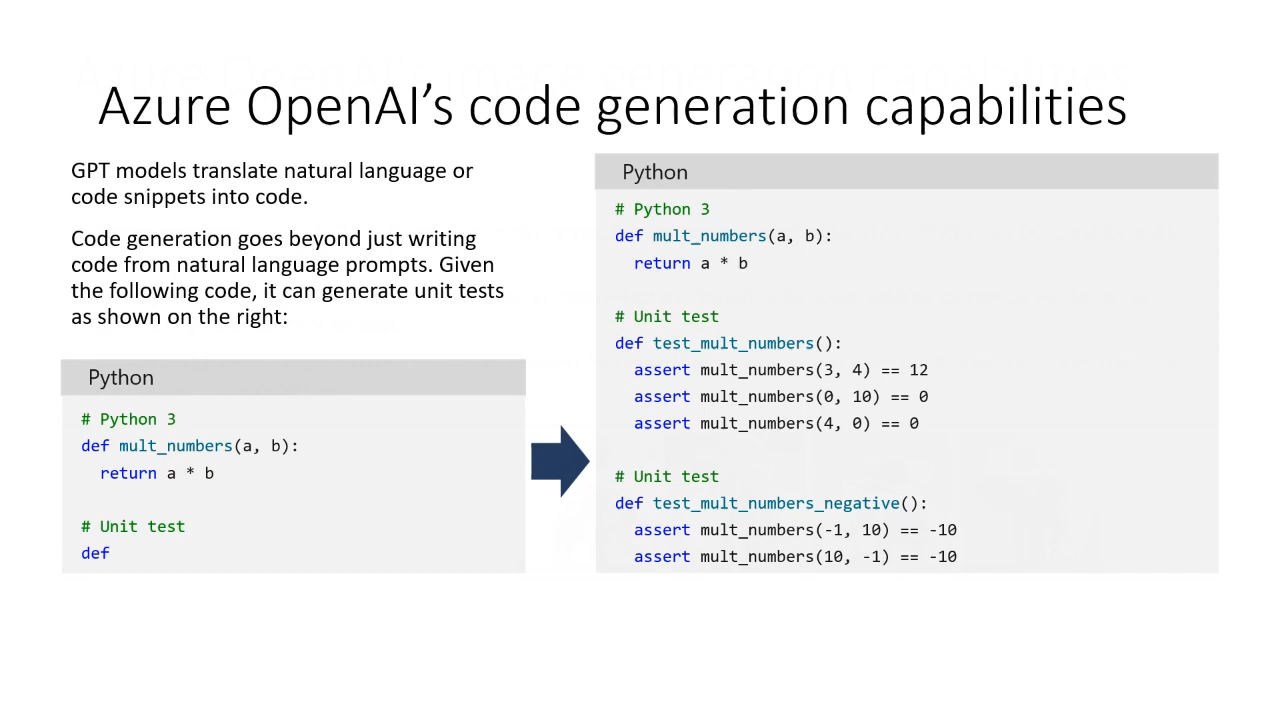 Azure OpenAI’s code generation capabilities
GPT models translate natural language or
code snippets into code.
Code generation goes beyond just writing
code from natural language prompts. Given
the following code, it can generate unit tests
as shown on the right:
Python
# Python 3
def mult_numbers(a, b):
  return a * b
# Unit test
def
Python
# Python 3
def mult_numbers(a, b):
  return a * b
# Unit test
def test_mult_numbers():
  assert mult_numbers(3, 4) == 12
  assert mult_numbers(0, 10) == 0
  assert mult_numbers(4, 0) == 0
# Unit test
def test_mult_numbers_negative():
  assert mult_numbers(-1, 10) == -10
  assert mult_numbers(10, -1) == -10